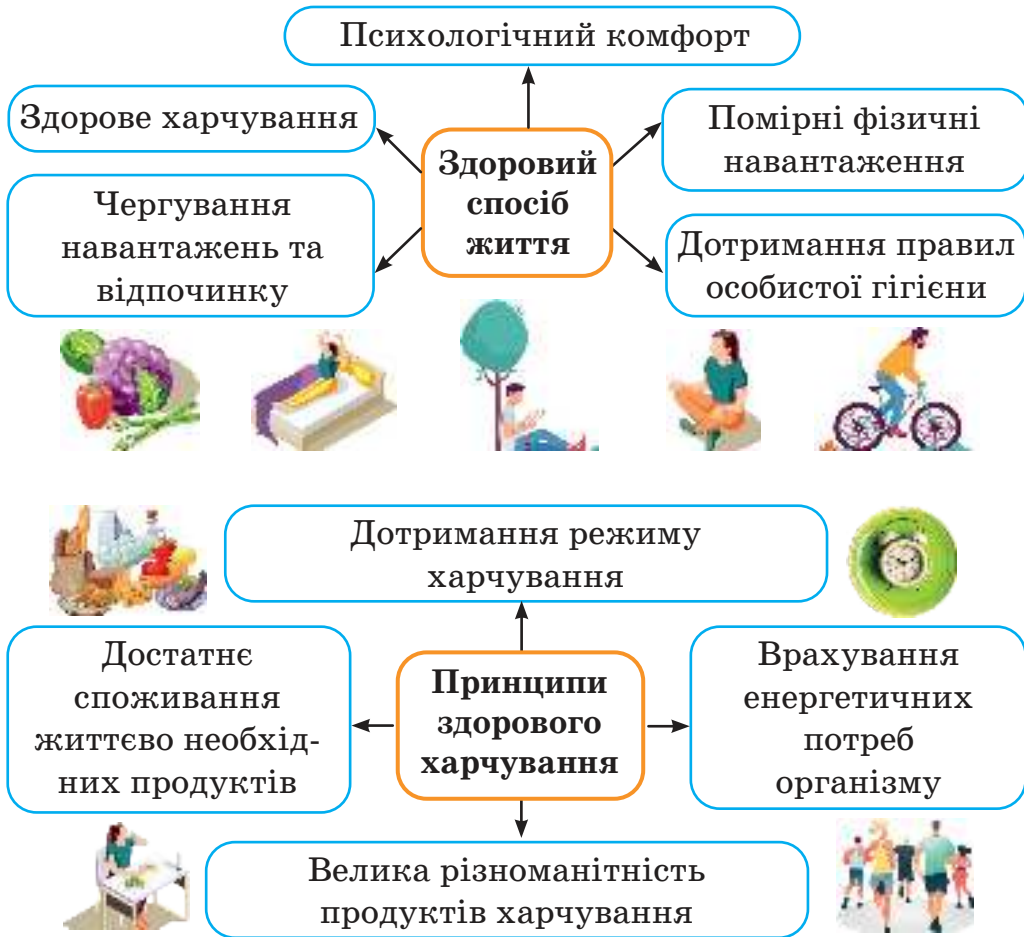 Психологічний комфорт
Здорове харчування
Здоровий
спосіб
життя
Помірні фізичні
навантаження
Чергування
навантажень та
відпочинку
Дотримання правил
особистої гігієни
Дотримання режиму
харчування
Достатнє
споживання
життєво необхід-
них продуктів
Принципи
здорового
харчування
Врахування
енергетичних
потреб
організму
Велика різноманітність
продуктів харчування